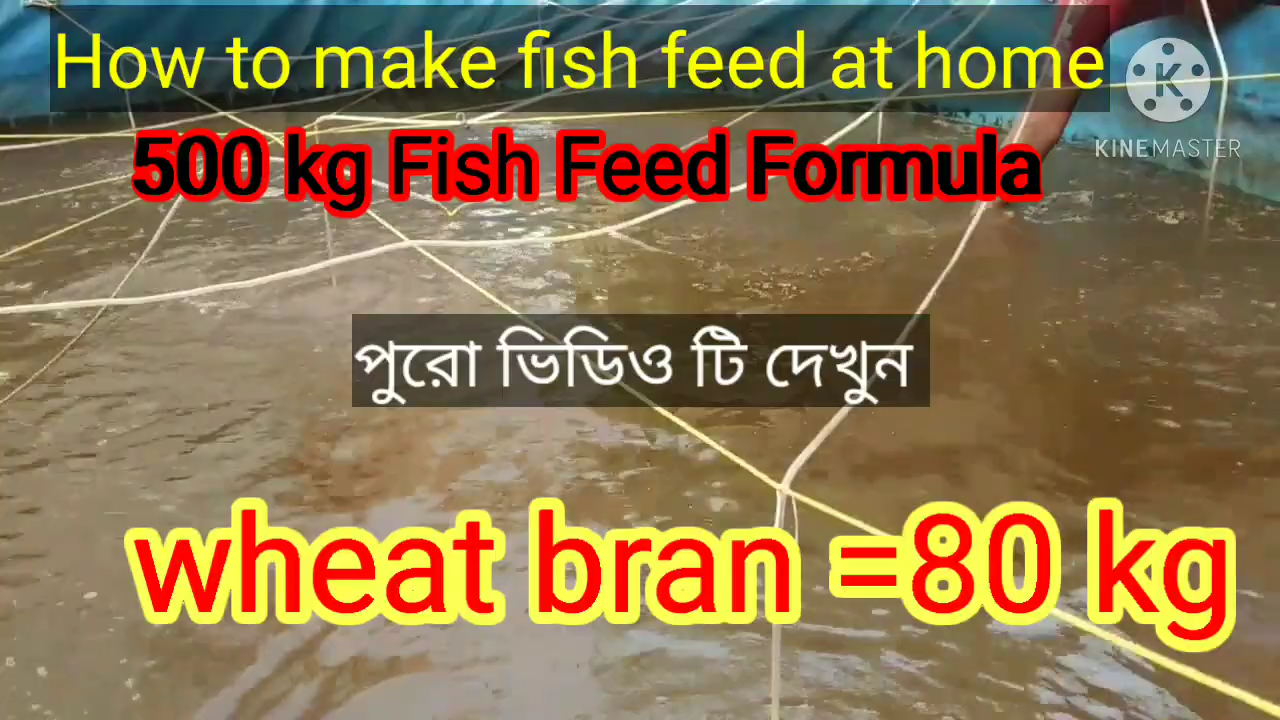 How to make fish feed at home
K
KINEMASTER
500 kg Fish Feed Formula
পুরো ভিডিও টি দেখুন
wheat bran =80 kg